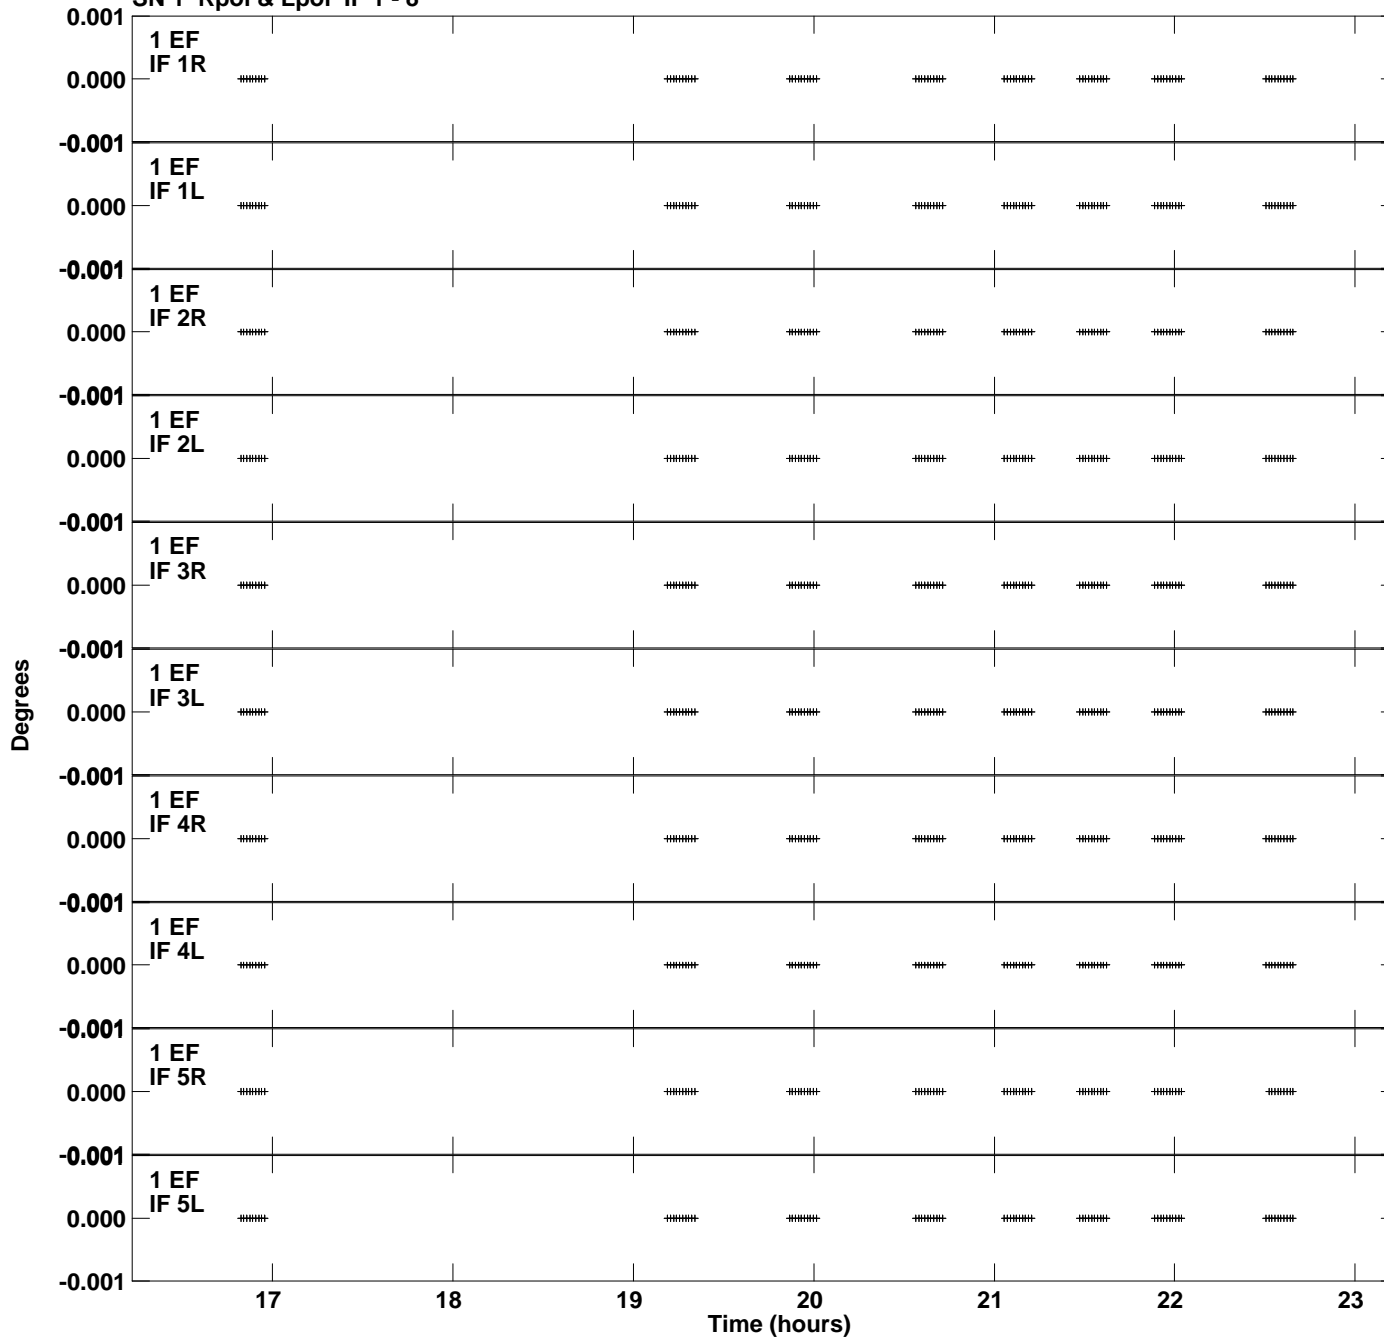 SN 1 Rpol & Lpol IF 1 - 8
0.001
1 EF
IF 1R
0.000
-0.001
1 EF
IF 1L
0.000
-0.001
1 EF
IF 2R
0.000
-0.001
1 EF
IF 2L
0.000
-0.001
1 EF
IF 3R
0.000
-0.001
1 EF
IF 3L
0.000
-0.001
1 EF
IF 4R
0.000
-0.001
1 EF
IF 4L
0.000
-0.001
1 EF
IF 5R
0.000
-0.001
1 EF
IF 5L
0.000
-0.001
Degrees
17 18 19 20 21 22 23
Time (hours)